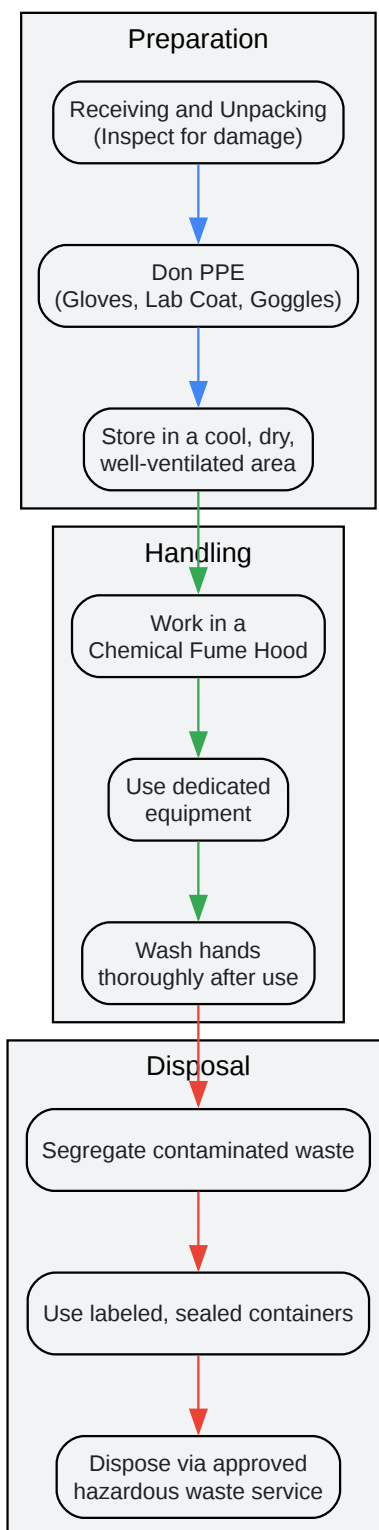 Preparation
Receiving and Unpacking
(Inspect for damage)
Don PPE
(Gloves, Lab Coat, Goggles)
Store in a cool, dry,
well-ventilated area
Handling
Work in a
Chemical Fume Hood
Use dedicated
equipment
Wash hands
thoroughly after use
Disposal
Segregate contaminated waste
Use labeled, sealed containers
Dispose via approved
hazardous waste service